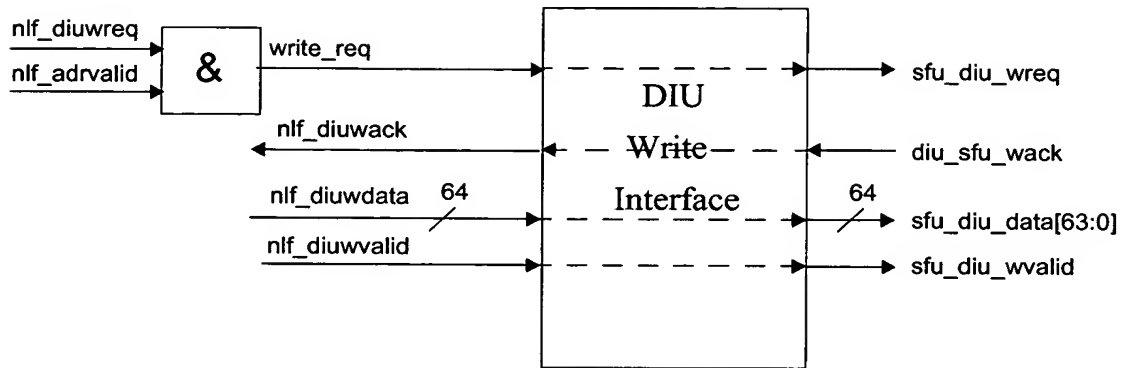 nlf_diuwreq
nlf_adrvalid
&
write_req
sfu_diu_wreq
DIU
Write
Interface
nlf_diuwack
diu_sfu_wack
nlf_diuwdata
64
64
sfu_diu_data[63:0]
nlf_diuwvalid
sfu_diu_wvalid